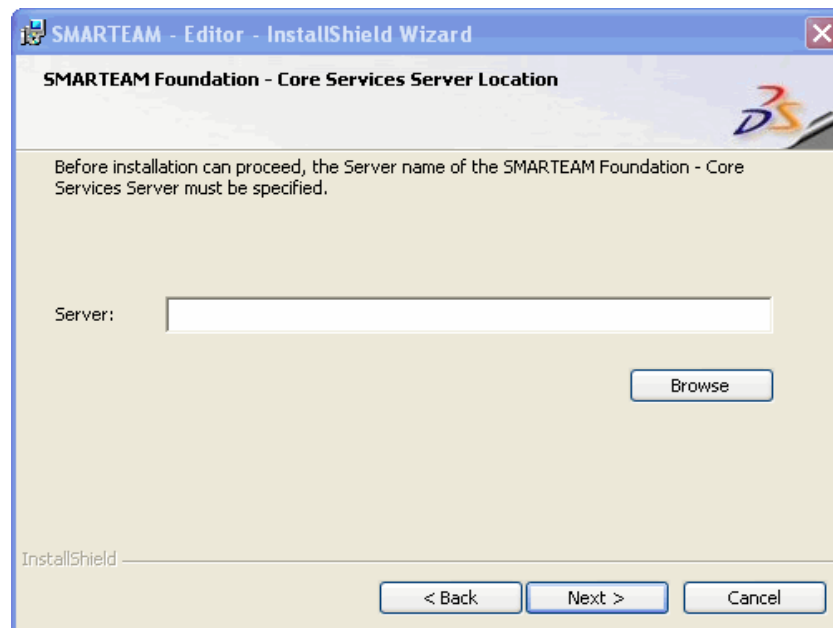 SMARTEAM - Editor - InstallShield Wizard
SMARTEAM Foundation - Core Services Server Location
DS
Before installation can proceed, the Server name of the SMARTEAM Foundation - Core
Services Server must be specified.
Server:
Browse
InstallShield
< Back Next > Cancel